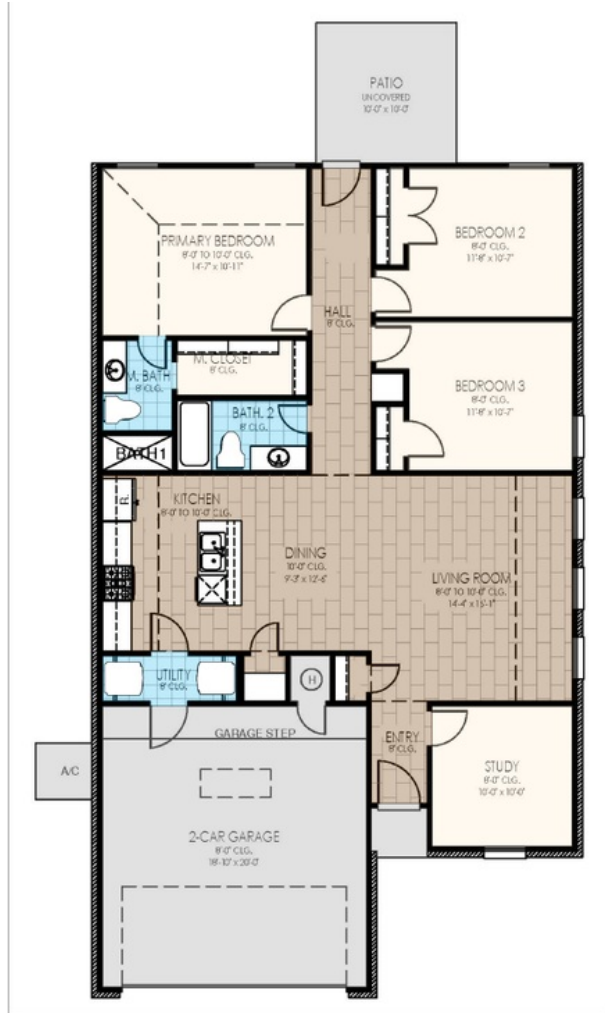 PATIO
UNCOVERED
10'-0" x 10'-0"
PRIMARY BEDROOM
8'-0" TO 10'-0" CLG.
14'-7" x 10'-11"
BEDROOM 2
8'-0" CLG.
11'-8" x 10'-7"
HALL
8' CLG.
M. CLOSET
8' CLG.
M. BATH
8' CLG.
BEDROOM 3
8'-0" CLG.
11'-8" x 10'-7"
BATH. 2
8' CLG.
BATH1
R.
KITCHEN
8'-0" TO 10'-0" CLG.
DINING
10'-0" CLG.
9'-3" x 12'-6"
LIVING ROOM
8'-0" TO 10'-0" CLG.
14'-4" x 15'-1"
UTILITY
8' CLG.
H
GARAGE STEP
ENTRY
8' CLG.
STUDY
8'-0" CLG.
10'-0" x 10'-0"
A/C
2-CAR GARAGE
8'-0" CLG.
18'-10" x 20'-0"